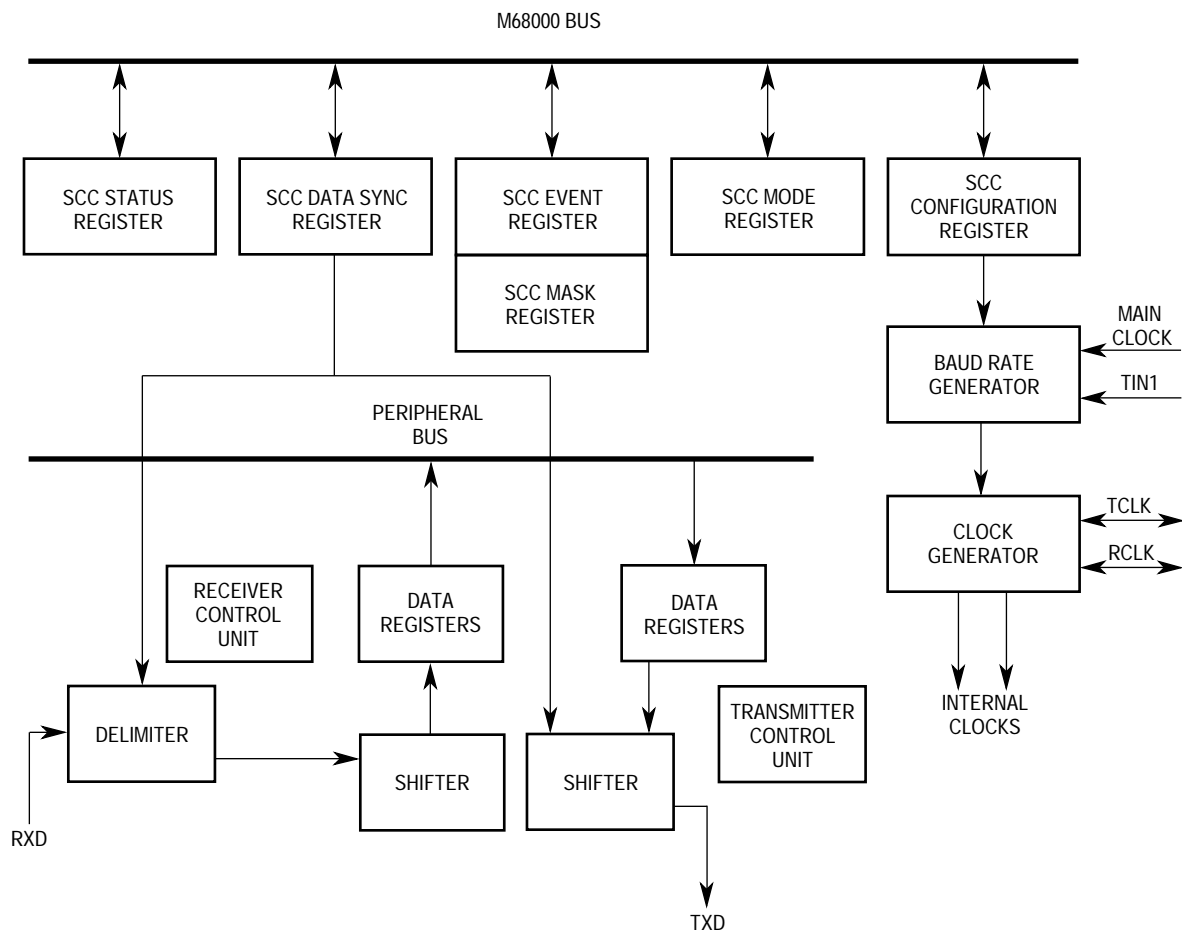 M68000 BUS
SCC STATUS
REGISTER
SCC DATA SYNC
REGISTER
SCC EVENT
REGISTER
SCC MODE
REGISTER
SCC
CONFIGURATION
REGISTER
SCC MASK
REGISTER
MAIN
CLOCK
BAUD RATE
GENERATOR
TIN1
PERIPHERAL
BUS
CLOCK
GENERATOR
TCLK
RCLK
RECEIVER
CONTROL
UNIT
DATA
REGISTERS
DATA
REGISTERS
INTERNAL
CLOCKS
DELIMITER
TRANSMITTER
CONTROL
UNIT
SHIFTER
SHIFTER
RXD
TXD